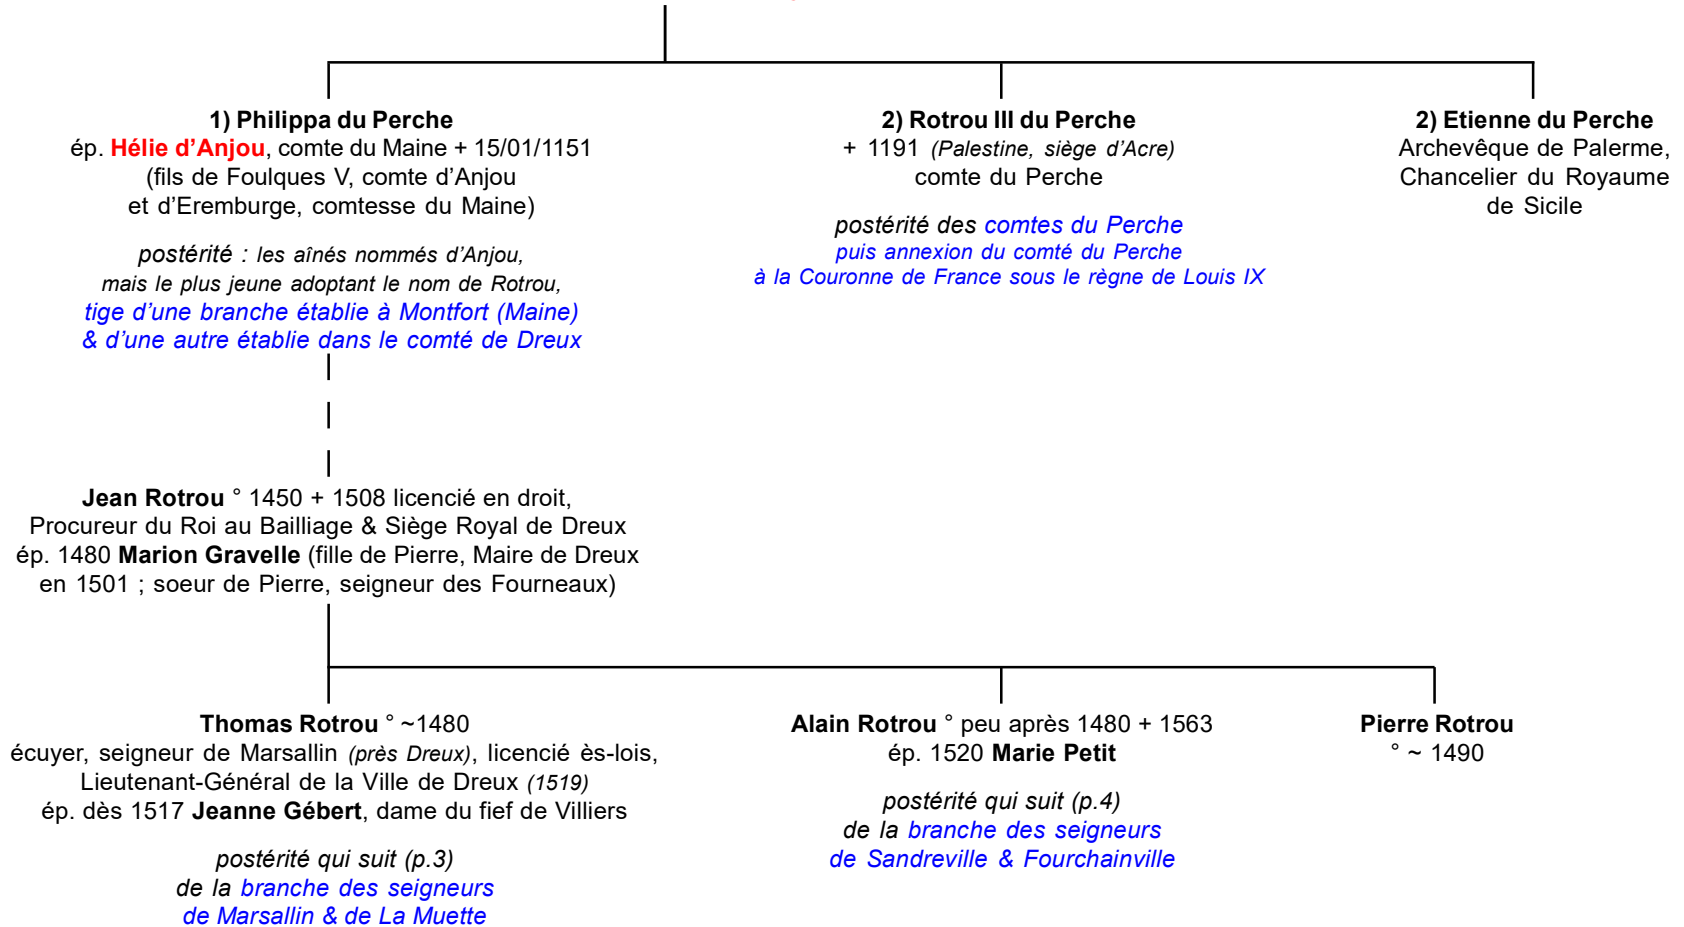 1) Philippa du Perche
ép. Hélie d'Anjou, comte du Maine + 15/01/1151
(fils de Foulques V, comte d'Anjou
et d'Eremburge, comtesse du Maine)
postérité : les aînés nommés d'Anjou,
mais le plus jeune adoptant le nom de Rotrou,
tige d'une branche établie à Montfort (Maine)
& d'une autre établie dans le comté de Dreux
2) Rotrou III du Perche
+ 1191 (Palestine, siège d'Acre)
comte du Perche
postérité des comtes du Perche
puis annexion du comté du Perche
à la Couronne de France sous le règne de Louis IX
2) Etienne du Perche
Archevêque de Palerme,
Chancelier du Royaume
de Sicile
Jean Rotrou ° 1450 + 1508 licencié en droit,
Procureur du Roi au Bailliage & Siège Royal de Dreux
ép. 1480 Marion Gravelle (fille de Pierre, Maire de Dreux
en 1501 ; soeur de Pierre, seigneur des Fourneaux)
Thomas Rotrou ° ~1480
écuyer, seigneur de Marsallin (près Dreux), licencié ès-lois,
Lieutenant-Général de la Ville de Dreux (1519)
ép. dès 1517 Jeanne Gébert, dame du fief de Villiers
postérité qui suit (p.3)
de la branche des seigneurs
de Marsallin & de La Muette
Alain Rotrou ° peu après 1480 + 1563
ép. 1520 Marie Petit
postérité qui suit (p.4)
de la branche des seigneurs
de Sandreville & Fourchainville
Pierre Rotrou
° ~ 1490